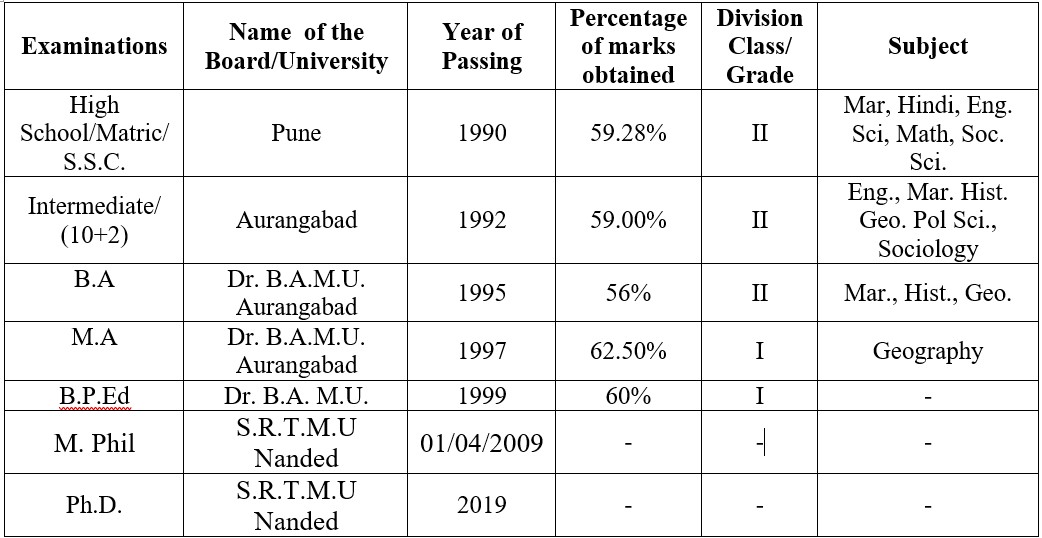 Examinations
Name of the
Board/University
Year of
Passing
Percentage
of marks
obtained
Division
Class/
Grade
Subject
High
School/Matric/
S.S.C.
Pune
1990
59.28%
II
Mar, Hindi, Eng.
Sci, Math, Soc.
Sci.
Intermediate/
(10+2)
Aurangabad
1992
59.00%
II
Eng., Mar. Hist.
Geo. Pol Sci.,
Sociology
B.A
Dr. B.A.M.U.
Aurangabad
1995
56%
II
Mar., Hist., Geo.
M.A
Dr. B.A.M.U.
Aurangabad
1997
62.50%
I
Geography
B.P.Ed
Dr. B.A. M.U.
1999
60%
I
-
M. Phil
S.R.T.M.U
Nanded
01/04/2009
-
-
-
Ph.D.
S.R.T.M.U
Nanded
2019
-
-
-